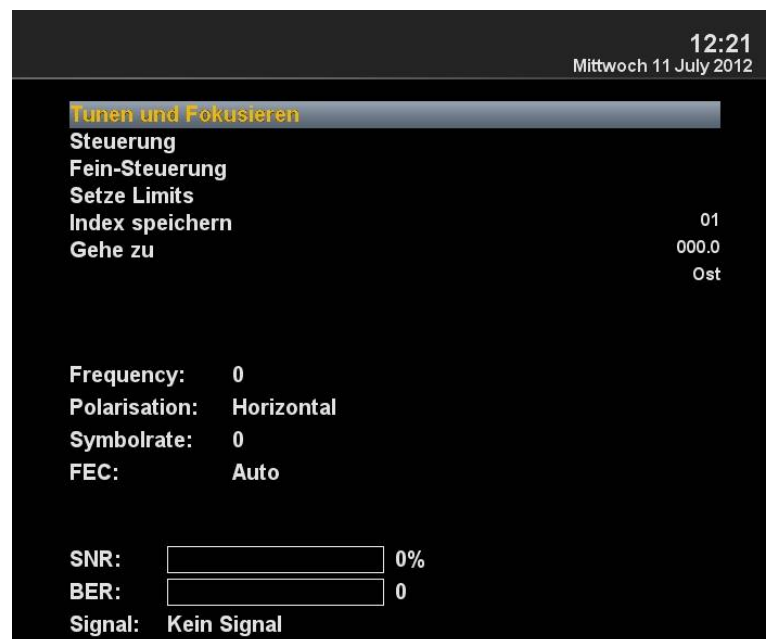 12:21
Mittwoch 11 July 2012
Tunen und Fokusieren
Steuerung
Fein-Steuerung
Setze Limits
Index speichern 01
Gehe zu 000.0
Ost
Frequency: 0
Polarisation: Horizontal
Symbolrate: 0
FEC: Auto
SNR: 0%
BER: 0
Signal: Kein Signal